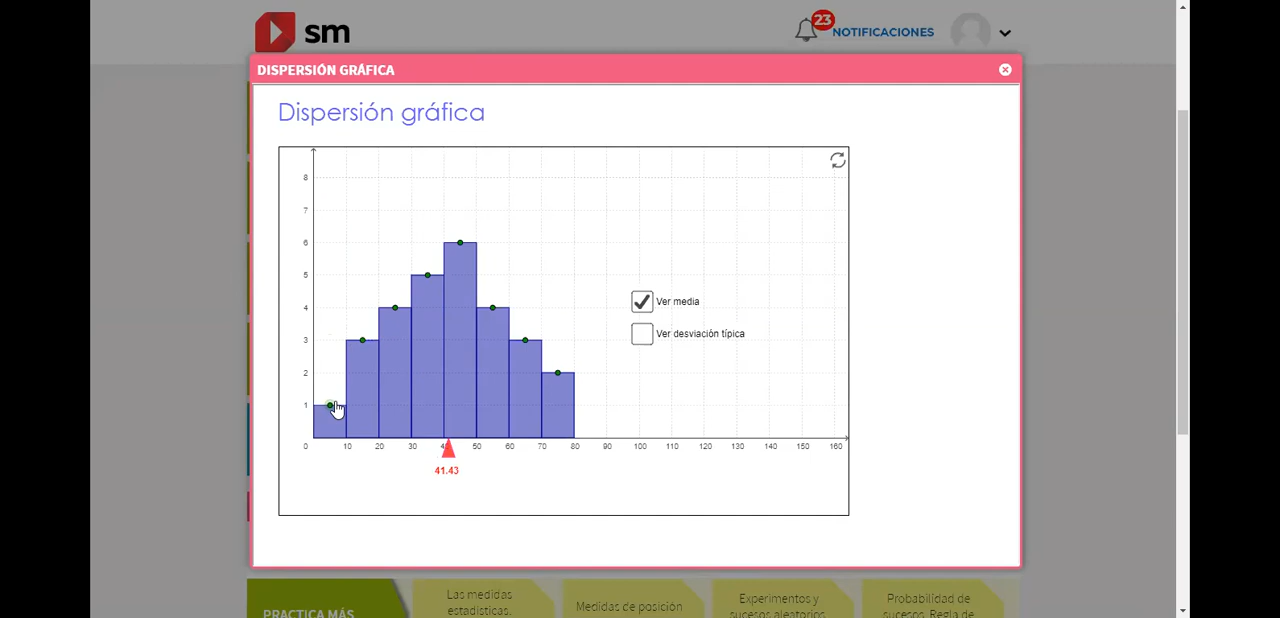 sm
23
NOTIFICACIONES
DISPERSIÓN GRÁFICA
Dispersión gráfica
8
7
6
5
4
3
2
1
Ver media
Ver desviación típica
0 10 20 30 40 50 60 70 80 90 100 110 120 130 140 150 160
41.43
PRACTICA MÁS
Las medidas
estadísticas.
Medidas de posición
Experimentos y
sucesos aleatorios
Probabilidad de
sucesos. Regla de